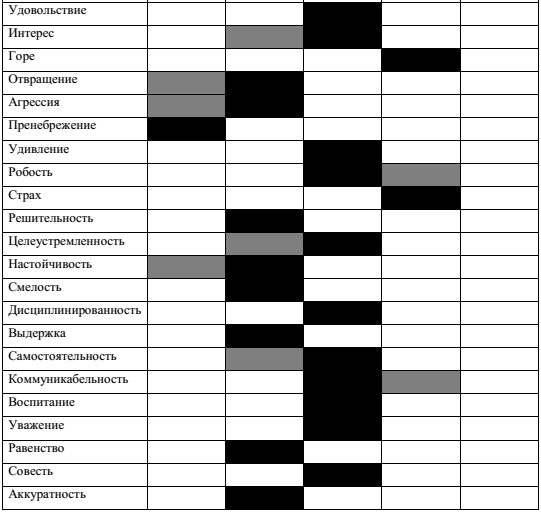 Удовольствие
Интерес
Горе
Отвращение
Агрессия
Пренебрежение
Удивление
Робость
Страх
Решительность
Целеустремленность
Настойчивость
Смелость
Дисциплинированность
Выдержка
Самостоятельность
Коммуникабельность
Воспитание
Уважение
Равенство
Совесть
Аккуратность